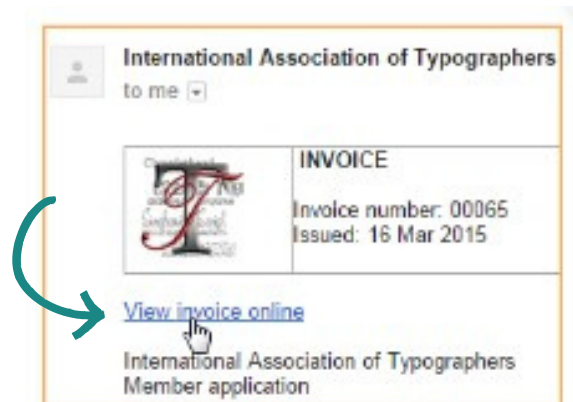 International Association of Typographers
to me
INVOICE
Invoice number: 00065
Issued: 16 Mar 2015
View invoice online
International Association of Typographers
Member application